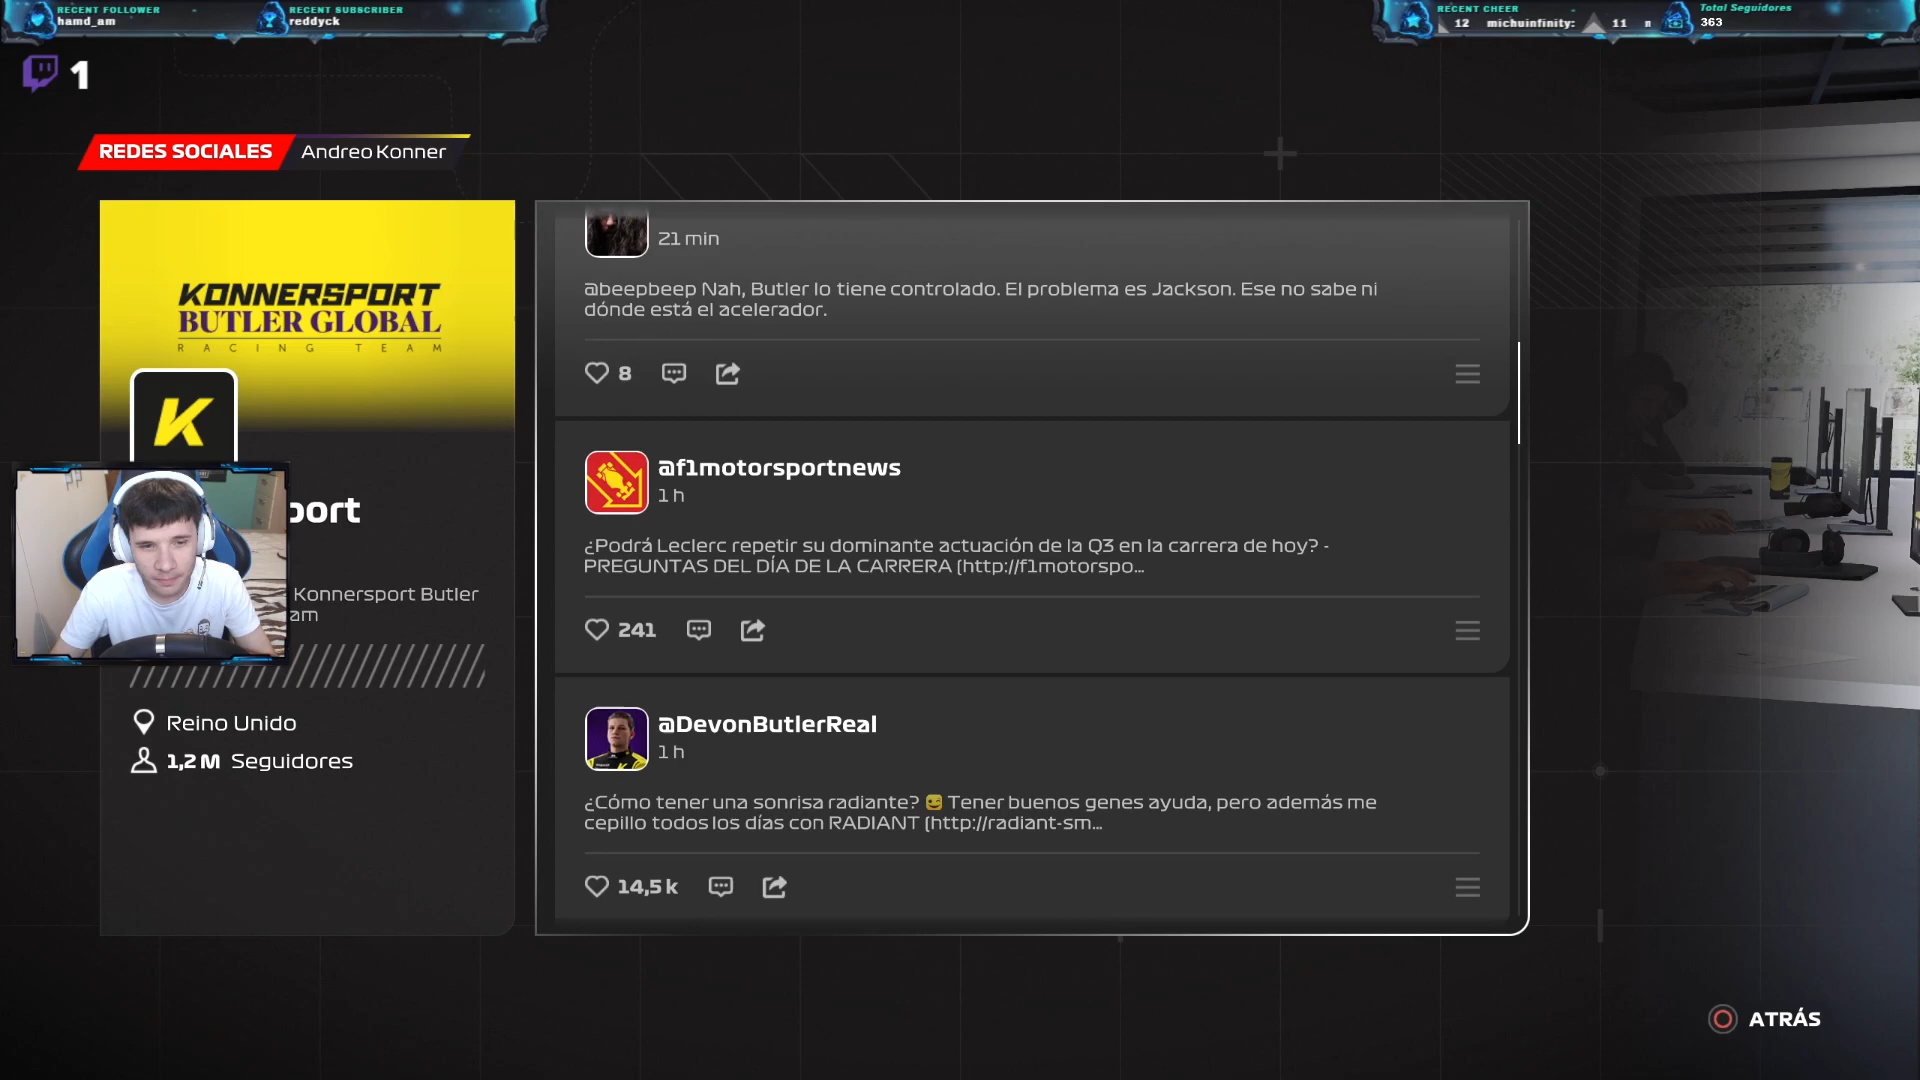 RECENT FOLLOWER
hamd_am
RECENT SUBSCRIBER
reddyck
RECENT CHEER
12 michuinfinity: 11 n
Total Seguidores
363
1
REDES SOCIALES
Andreo Konner
KONNERSPORT
BUTLER GLOBAL
RACING TEAM
K
port
Konnersport Butler
am
Reino Unido
1,2 M Seguidores
21 min
@beepbeep Nah, Butler lo tiene controlado. El problema es Jackson. Ese no sabe ni
dónde está el acelerador.
8
@f1motorsportnews
1 h
¿Podrá Leclerc repetir su dominante actuación de la Q3 en la carrera de hoy? -
PREGUNTAS DEL DÍA DE LA CARRERA (http://f1motorspo...
241
@DevonButlerReal
1 h
¿Cómo tener una sonrisa radiante? 😉 Tener buenos genes ayuda, pero además me
cepillo todos los días con RADIANT (http://radiant-sm...
14,5 k
ATRÁS